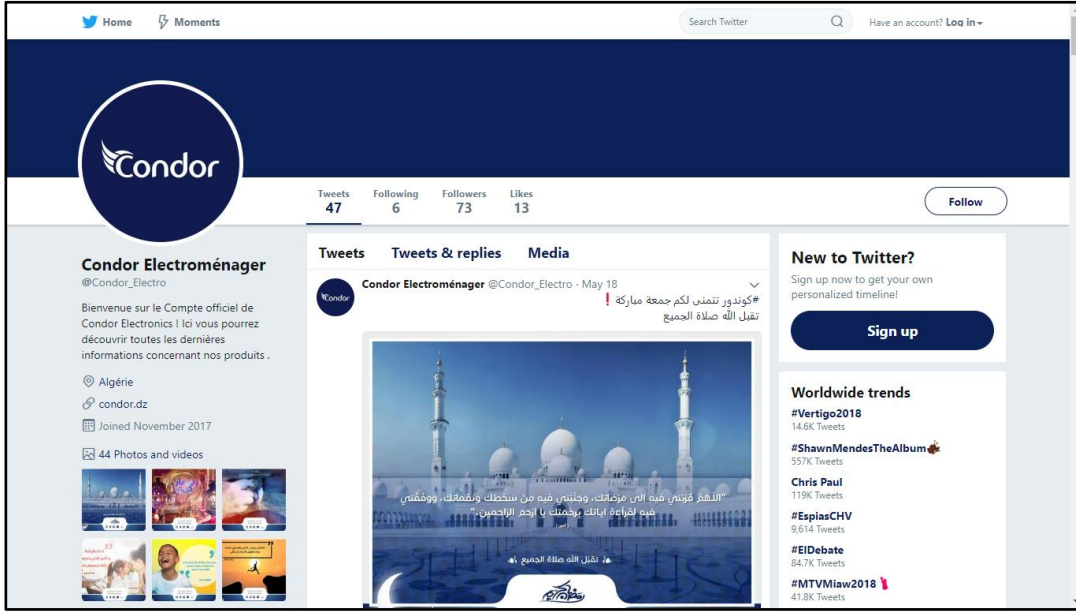 Home
Moments
Search Twitter
Have an account? Log in
Condor
Tweets
47
Following
6
Followers
73
Likes
13
Follow
Condor Electroménager
@Condor_Electro
Bienvenue sur le Compte officiel de
Condor Electronics ! Ici vous pourrez
découvrir toutes les dernières
informations concernant nos produits .
Algérie
condor.dz
Joined November 2017
44 Photos and videos
Tweets Tweets & replies Media
Condor
Condor Electroménager @Condor_Electro · May 18
#كوندور تتمنى لكم جمعة مباركة ❗
تقبل الله صلاة الجميع
"اللهم قربني فيه الى مرضاتك، وجنبني فيه من سخطك ونقماتك، ووفقني
فيه لقراءة اياتك برحمتك يا ارحم الراحمين."
تقبل الله صلاة الجميع
New to Twitter?
Sign up now to get your own
personalized timeline!
Sign up
Worldwide trends
#Vertigo2018
14.6K Tweets
#ShawnMendesTheAlbum
557K Tweets
Chris Paul
119K Tweets
#EspiasCHV
9,614 Tweets
#ElDebate
84.7K Tweets
#MTVMiaw2018
41.8K Tweets